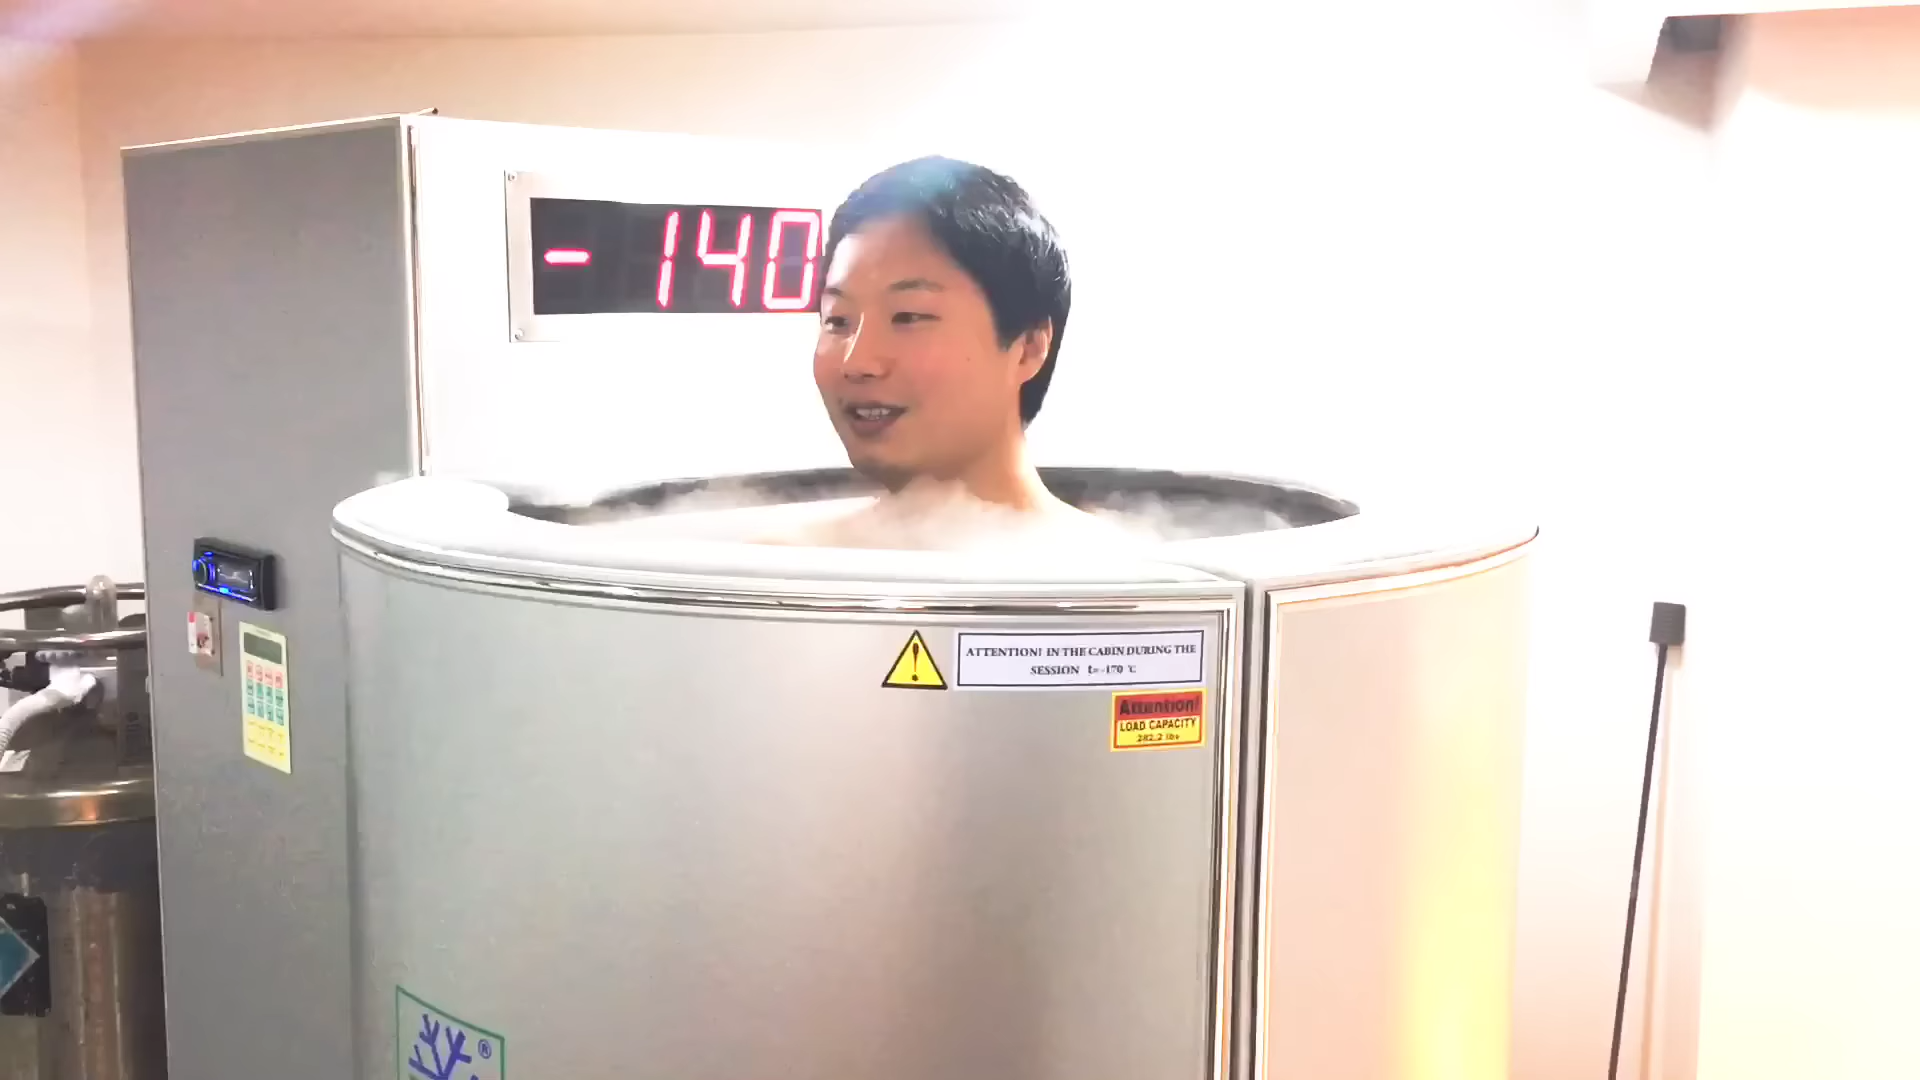 - 140
ATTENTION! IN THE CABIN DURING THE
SESSION t=-170 °C
Attention!
LOAD CAPACITY
282.2 lbs
®